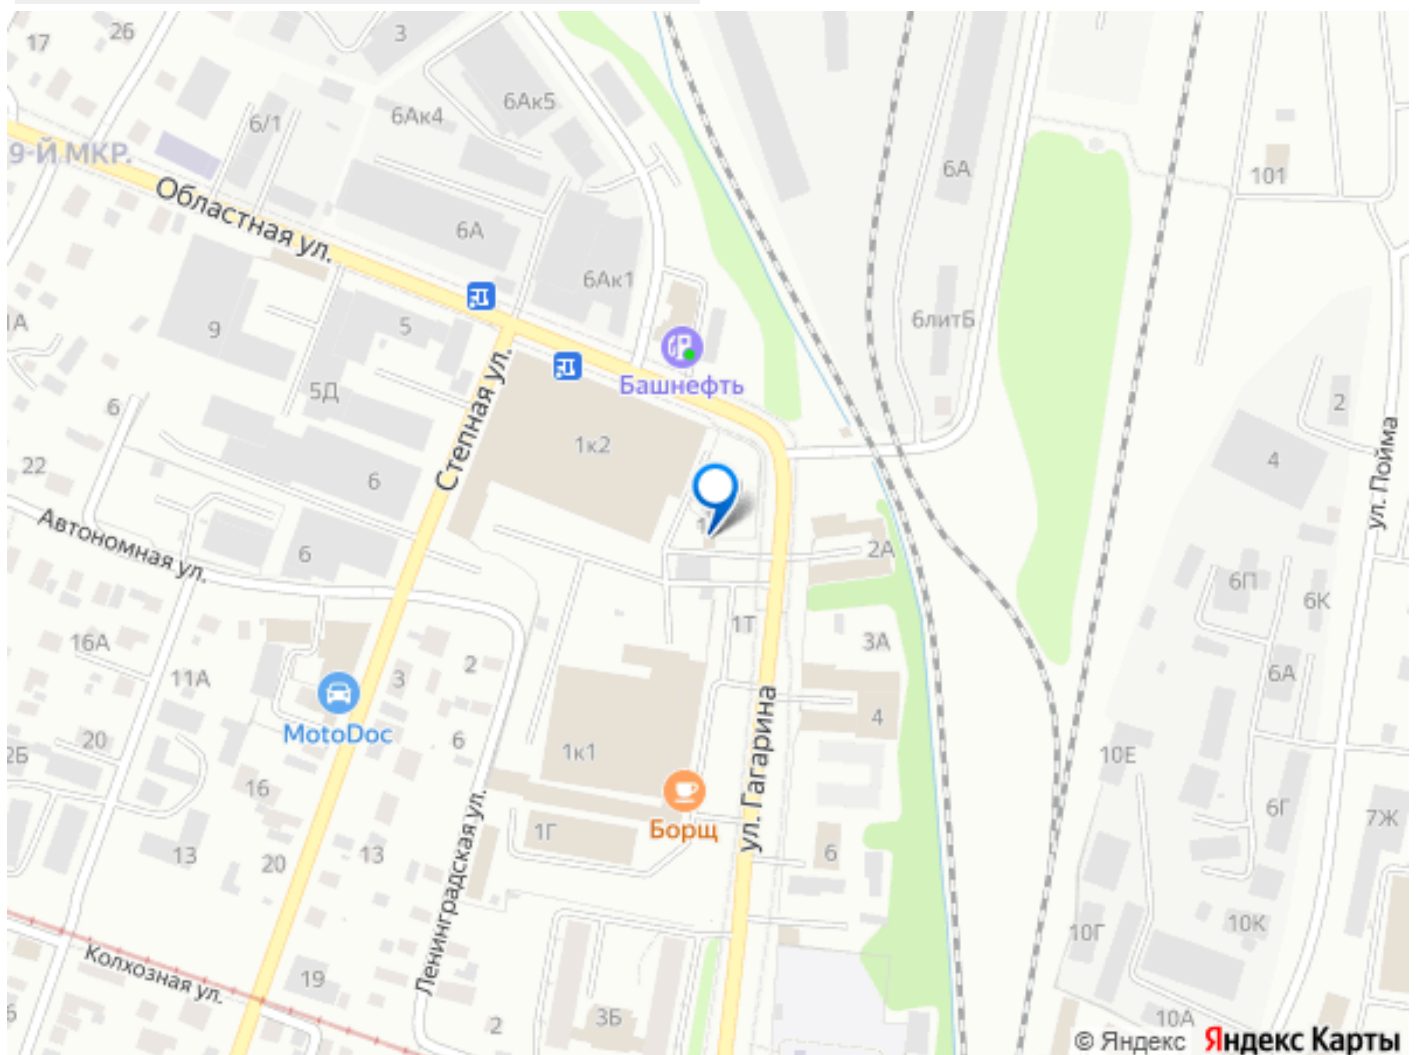 17
26
3
6/1
6Ак4
6Ак5
9-Й МКР.
Областная ул.
6А
6Ак1
6А
101
9
5
6литБ
5Д
Башнефть
6
2
1к2
4
22
6
Степная ул.
ул. Пойма
Автономная ул.
6
2А
6П
6К
16А
1Т
3А
11А
2
3
6А
MotoDoc
4
ул. Гагарина
20
6
1к1
10Е
2Б
16
6Г
7Ж
Борщ
1Г
13
20
13
6
Ленинградская ул.
10Г
10К
Колхозная ул.
19
6
2
3Б
10А
© Яндекс Яндекс Карты